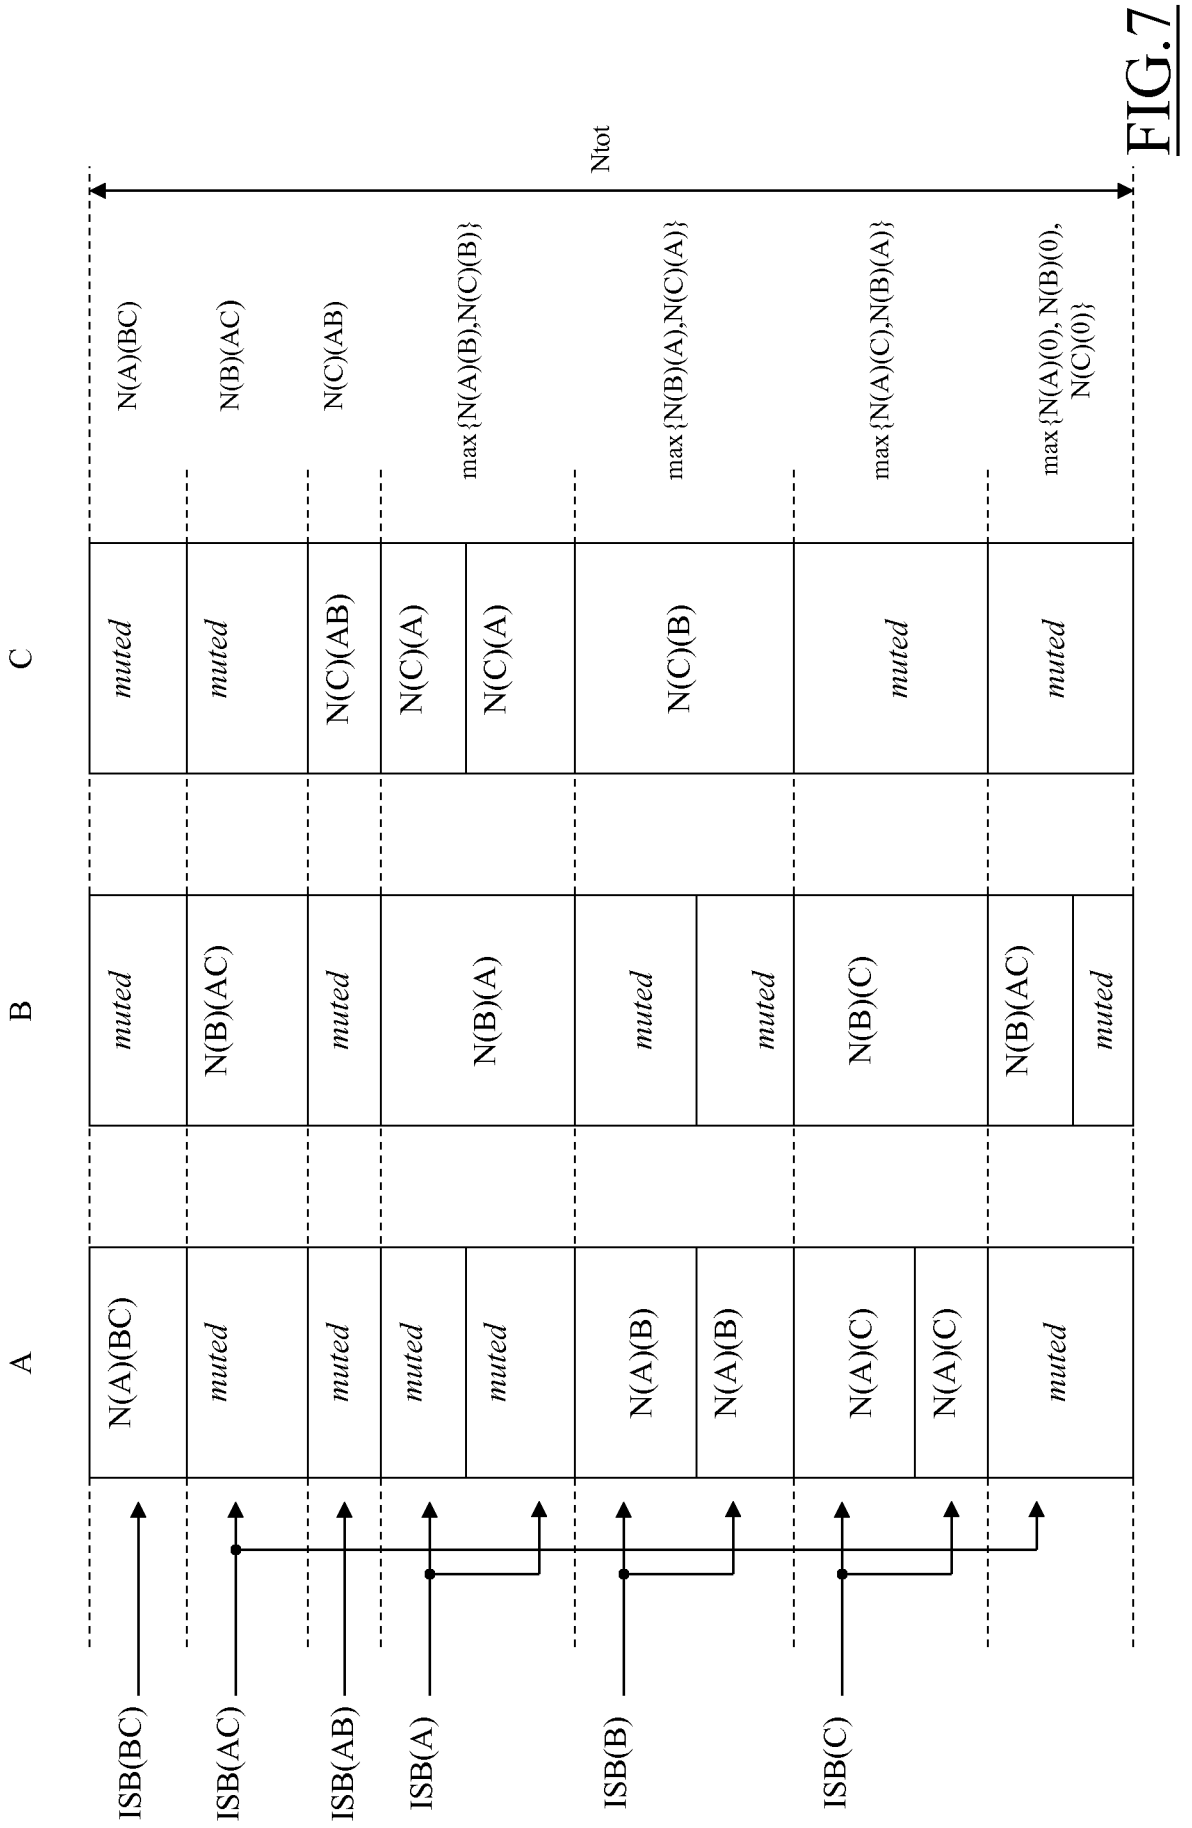 A
B
C
ISB(BC)
N(A)(BC)
muted
muted
N(A)(BC)
ISB(AC)
muted
N(B)(AC)
muted
N(B)(AC)
ISB(AB)
muted
muted
N(C)(AB)
N(C)(AB)
ISB(A)
muted
N(C)(A)
muted
N(B)(A)
N(C)(A)
max{N(A)(B),N(C)(B)}
ISB(B)
N(A)(B)
muted
N(C)(B)
max{N(B)(A),N(C)(A)}
Ntot
N(A)(B)
muted
ISB(C)
N(A)(C)
N(B)(C)
muted
max{N(A)(C),N(B)(A)}
N(A)(C)
muted
N(B)(AC)
muted
max{N(A)(0), N(B)(0),
N(C)(0)}
muted
FIG.7